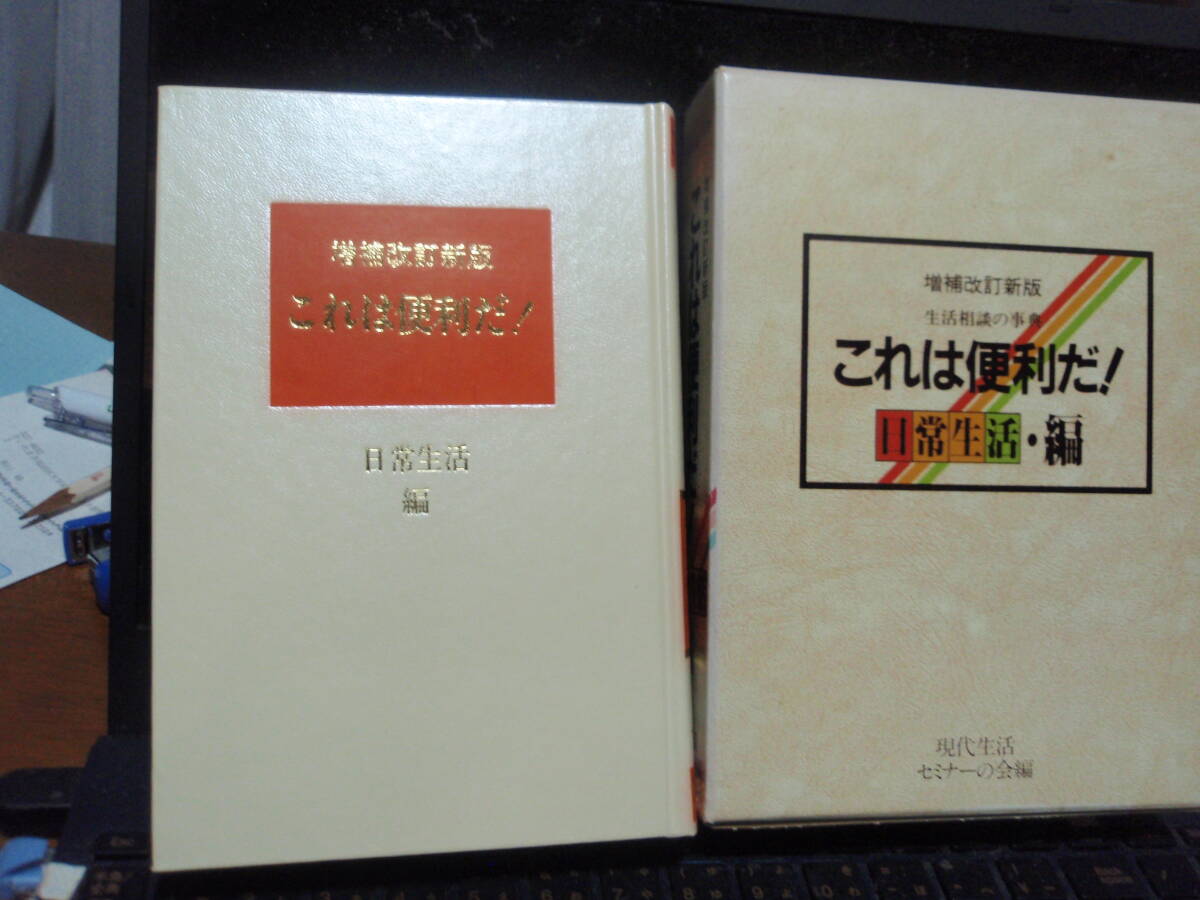 増補改訂新版
これは便利だ!
日常生活
編
増補改訂新版
生活相談の事典
これは便利だ!
日常生活・編
現代生活
セミナーの会編